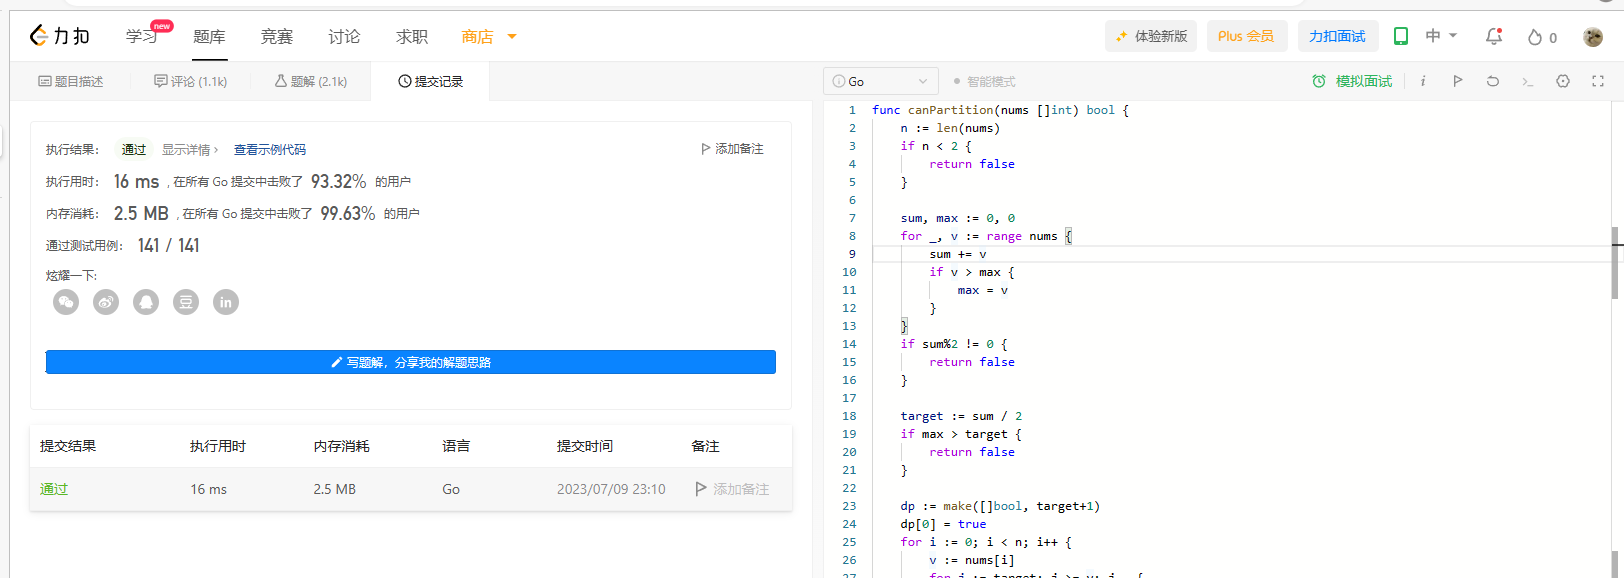 力扣 学习 new 题库 竞赛 讨论 求职 商店 体验新版 Plus 会员 力扣面试 中 0
题目描述 评论 (1.1k) 题解 (2.1k) 提交记录
执行结果: 通过 显示详情 › 查看示例代码 添加备注
执行用时: 16 ms , 在所有 Go 提交中击败了 93.32% 的用户
内存消耗: 2.5 MB , 在所有 Go 提交中击败了 99.63% 的用户
通过测试用例: 141 / 141
炫耀一下:
豆 in
写题解, 分享我的解题思路
提交结果 执行用时 内存消耗 语言 提交时间 备注
通过 16 ms 2.5 MB Go 2023/07/09 23:10 添加备注
i Go 智能模式 模拟面试 i
1 func canPartition(nums []int) bool {
2 n := len(nums)
3 if n < 2 {
4 return false
5 }
6
7 sum, max := 0, 0
8 for _, v := range nums {
9 sum += v
10 if v > max {
11 max = v
12 }
13 }
14 if sum%2 != 0 {
15 return false
16 }
17
18 target := sum / 2
19 if max > target {
20 return false
21 }
22
23 dp := make([]bool, target+1)
24 dp[0] = true
25 for i := 0; i < n; i++ {
26 v := nums[i]